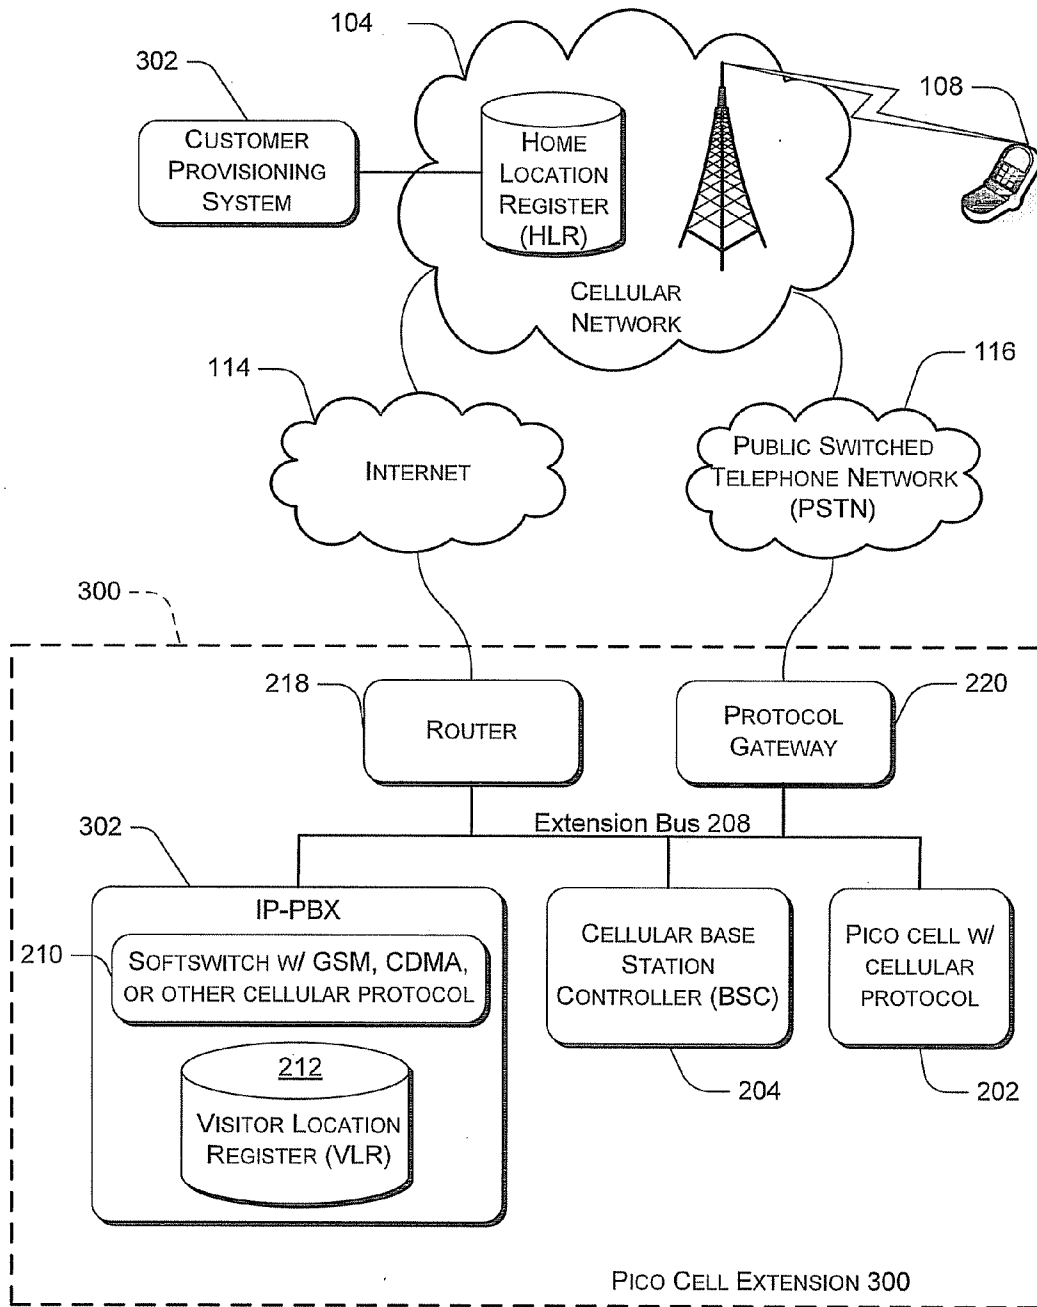 104
302
CUSTOMER
PROVISIONING
SYSTEM
HOME
LOCATION
REGISTER
(HLR)
108
CELLULAR
NETWORK
114
116
INTERNET
PUBLIC SWITCHED
TELEPHONE NETWORK
(PSTN)
300
218
ROUTER
PROTOCOL
GATEWAY
220
Extension Bus 208
302
IP-PBX
210
SOFTSWITCH W/ GSM, CDMA,
OR OTHER CELLULAR PROTOCOL
CELLULAR BASE
STATION
CONTROLLER (BSC)
PICO CELL W/
CELLULAR
PROTOCOL
212
VISITOR LOCATION
REGISTER (VLR)
204
202
PICO CELL EXTENSION 300